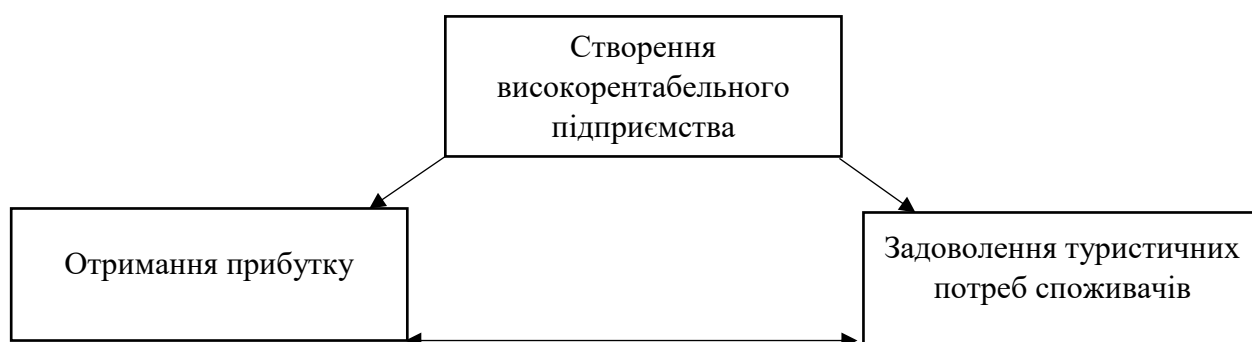 Створення
високорентабельного
підприємства
Отримання прибутку
Задоволення туристичних
потреб споживачів